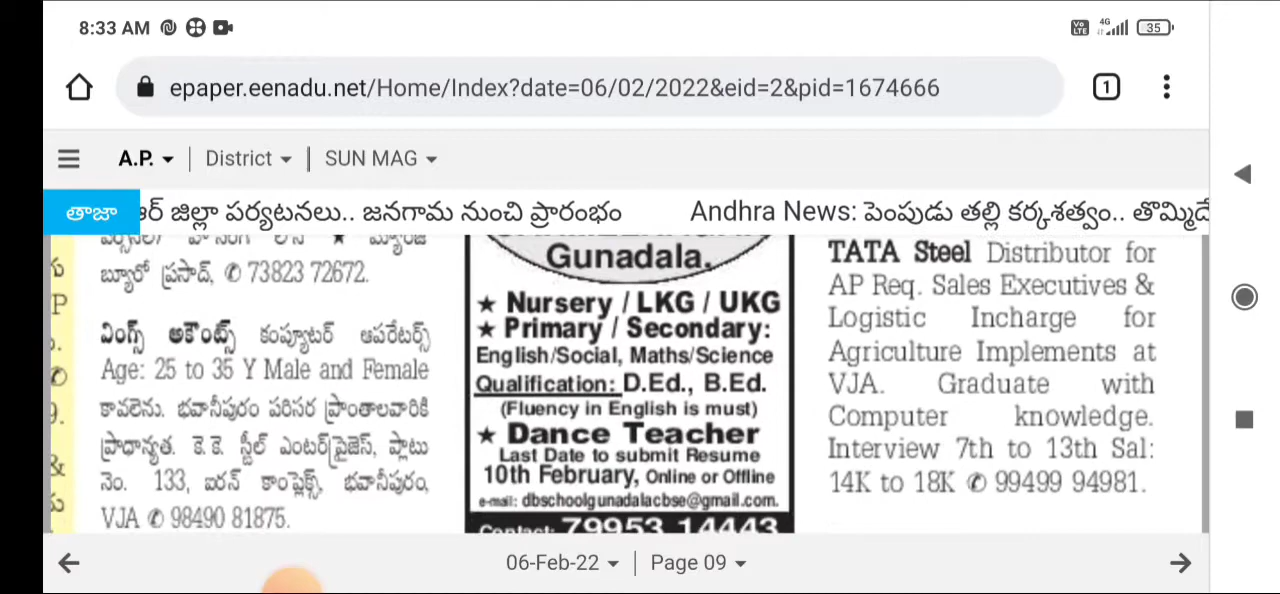 8:33 AM
4G
35
epaper.eenadu.net/Home/Index?date=06/02/2022&eid=2&pid=1674666
1
A.P. | District | SUN MAG
తాజా
ఆర్ జిల్లా పర్యటనలు.. జనగామ నుంచి ప్రారంభం Andhra News: పెంపుడు తల్లి కర్కశత్వం..
బ్యూరో ప్రసాద్, ✆ 73823 72672.
వింగ్స్ అకౌంట్స్ కంప్యూటర్ ఆపరేటర్స్
Age: 25 to 35 Y Male and Female
కావలెను. భవానీపురం పరిసర ప్రాంతాలవారికి
ప్రాధాన్యత. కె.కె. స్టీల్ ఎంటర్‌ప్రైజెస్, ప్లాటు
నెం. 133, ఐరన్ కాంప్లెక్స్, భవానీపురం,
VJA ✆ 98490 81875.
Gunadala.
★ Nursery / LKG / UKG
★ Primary / Secondary:
English/Social, Maths/Science
Qualification: D.Ed., B.Ed.
(Fluency in English is must)
★ Dance Teacher
Last Date to submit Resume
10th February, Online or Offline
e-mail: dbschoolgunadalacbse@gmail.com.
Contact: 79953 14443
TATA Steel Distributor for
AP Req. Sales Executives &
Logistic Incharge for
Agriculture Implements at
VJA. Graduate with
Computer knowledge.
Interview 7th to 13th Sal:
14K to 18K ✆ 99499 94981.
06-Feb-22 | Page 09